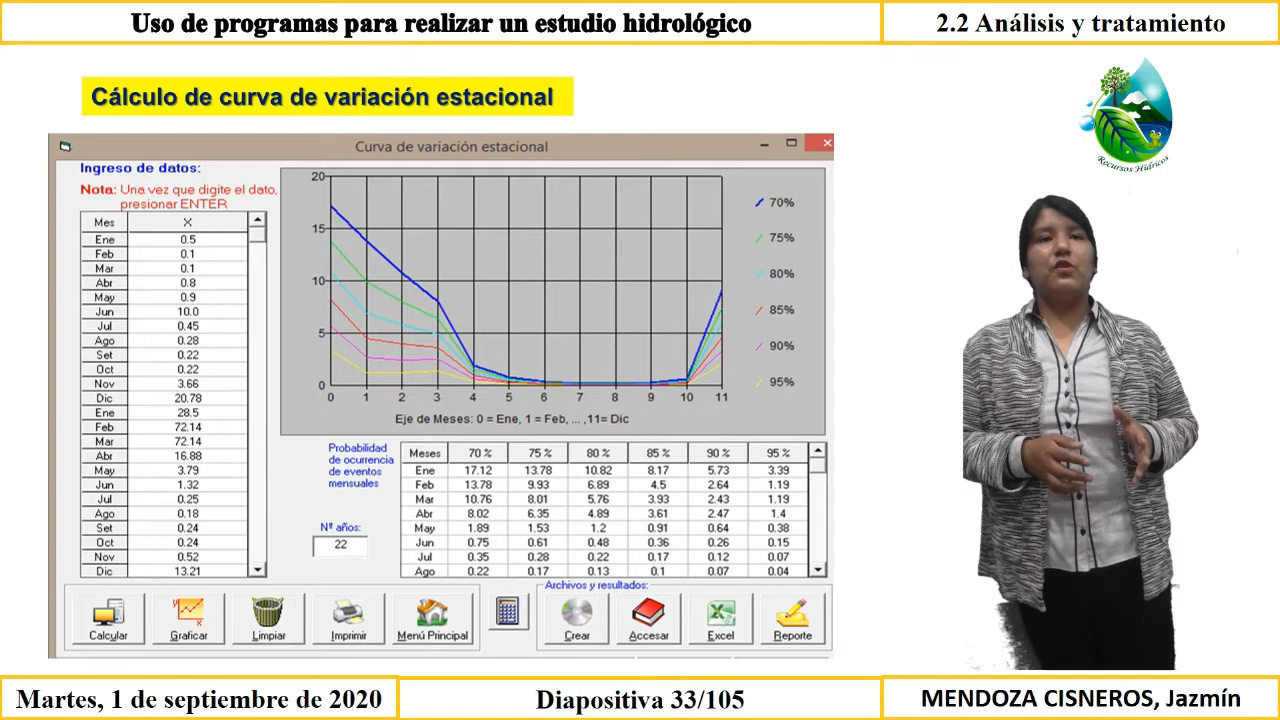 Uso de programas para realizar un estudio hidrológico
2.2 Análisis y tratamiento
Cálculo de curva de variación estacional
Recursos Hídricos
Curva de variación estacional
Ingreso de datos:
Nota: Una vez que digite el dato,
presionar ENTER
Mes X
Ene 0.5
Feb 0.1
Mar 0.1
Abr 0.8
May 0.9
Jun 10.0
Jul 0.45
Ago 0.28
Set 0.22
Oct 0.22
Nov 3.66
Dic 20.78
Ene 28.5
Feb 72.14
Mar 72.14
Abr 16.88
May 3.79
Jun 1.32
Jul 0.25
Ago 0.18
Set 0.24
Oct 0.24
Nov 0.52
Dic 13.21
20
15
10
5
0
0 1 2 3 4 5 6 7 8 9 10 11
Eje de Meses: 0 = Ene, 1 = Feb, ... ,11= Dic
70%
75%
80%
85%
90%
95%
Probabilidad
de ocurrencia
de eventos
mensuales
Nº años:
22
Meses 70 % 75 % 80 % 85 % 90 % 95 %
Ene 17.12 13.78 10.82 8.17 5.73 3.39
Feb 13.78 9.93 6.89 4.5 2.64 1.19
Mar 10.76 8.01 5.76 3.93 2.43 1.19
Abr 8.02 6.35 4.89 3.61 2.47 1.4
May 1.89 1.53 1.2 0.91 0.64 0.38
Jun 0.75 0.61 0.48 0.36 0.26 0.15
Jul 0.35 0.28 0.22 0.17 0.12 0.07
Ago 0.22 0.17 0.13 0.1 0.07 0.04
Archivos y resultados:
Calcular Graficar Limpiar Imprimir Menú Principal Crear Accesar Excel Reporte
Martes, 1 de septiembre de 2020
Diapositiva 33/105
MENDOZA CISNEROS, Jazmín